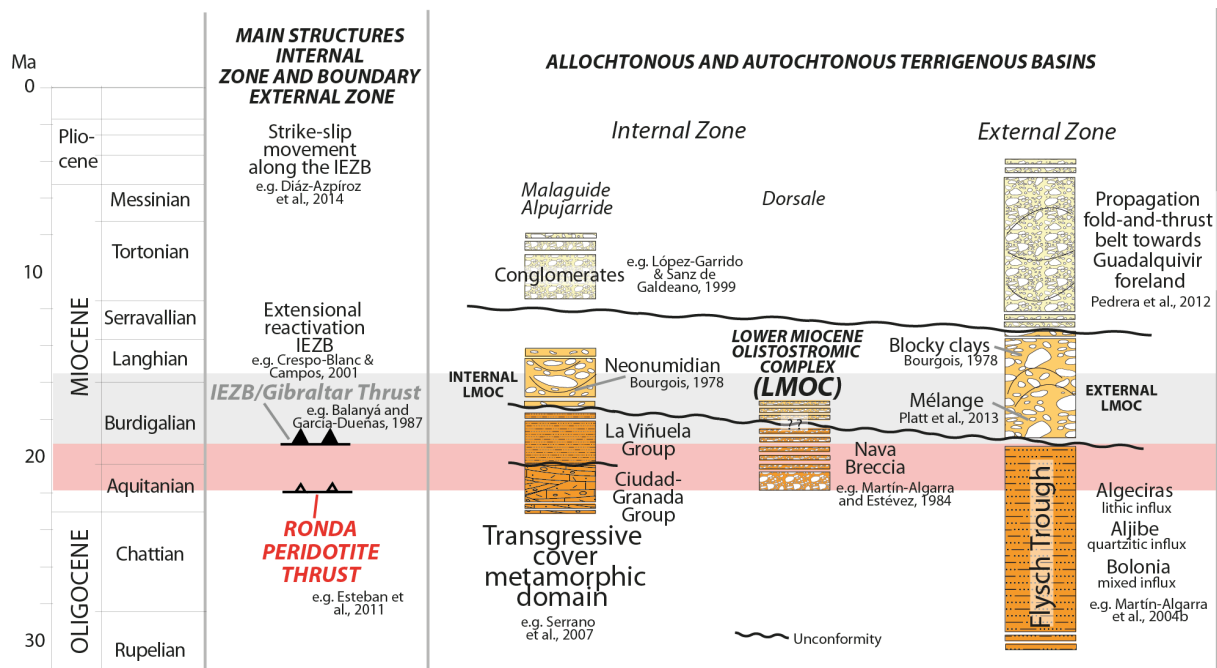 MAIN STRUCTURES
INTERNAL
ZONE AND BOUNDARY
EXTERNAL ZONE
ALLOCHTONOUS AND AUTOCHTONOUS TERRIGENOUS BASINS
Ma
0
10
20
30
Plio-
cene
MIOCENE
OLIGOCENE
Messinian
Tortonian
Serravallian
Langhian
Burdigalian
Aquitanian
Chattian
Rupelian
Strike-slip
movement
along the IEZB
e.g. Diáz-Azpíroz
et al., 2014
Extensional
reactivation
IEZB
e.g. Crespo-Blanc &
Campos, 2001
IEZB/Gibraltar Thrust
e.g. Balanyá and
García-Dueñas, 1987
RONDA
PERIDOTITE
THRUST
e.g. Esteban et
al., 2011
Internal Zone
External Zone
Malaguide
Alpujarride
Dorsale
Conglomerates
e.g. López-Garrido
& Sanz de
Galdeano, 1999
INTERNAL
LMOC
Neonumidian
Bourgois, 1978
LOWER MIOCENE
OLISTOSTROMIC
COMPLEX
(LMOC)
? ?
La Viñuela
Group
Ciudad-
Granada
Group
Nava
Breccia
e.g. Martín-Algarra
and Estévez, 1984
Transgressive
cover
metamorphic
domain
e.g. Serrano
et al., 2007
Unconformity
Propagation
fold-and-thrust
belt towards
Guadalquivir
foreland
Pedrera et al., 2012
Blocky clays
Bourgois, 1978
Mélange
Platt et al., 2013
EXTERNAL
LMOC
Flysch Trough
Algeciras
lithic influx
Aljibe
quartzitic influx
Bolonia
mixed influx
e.g. Martín-Algarra
et al., 2004b